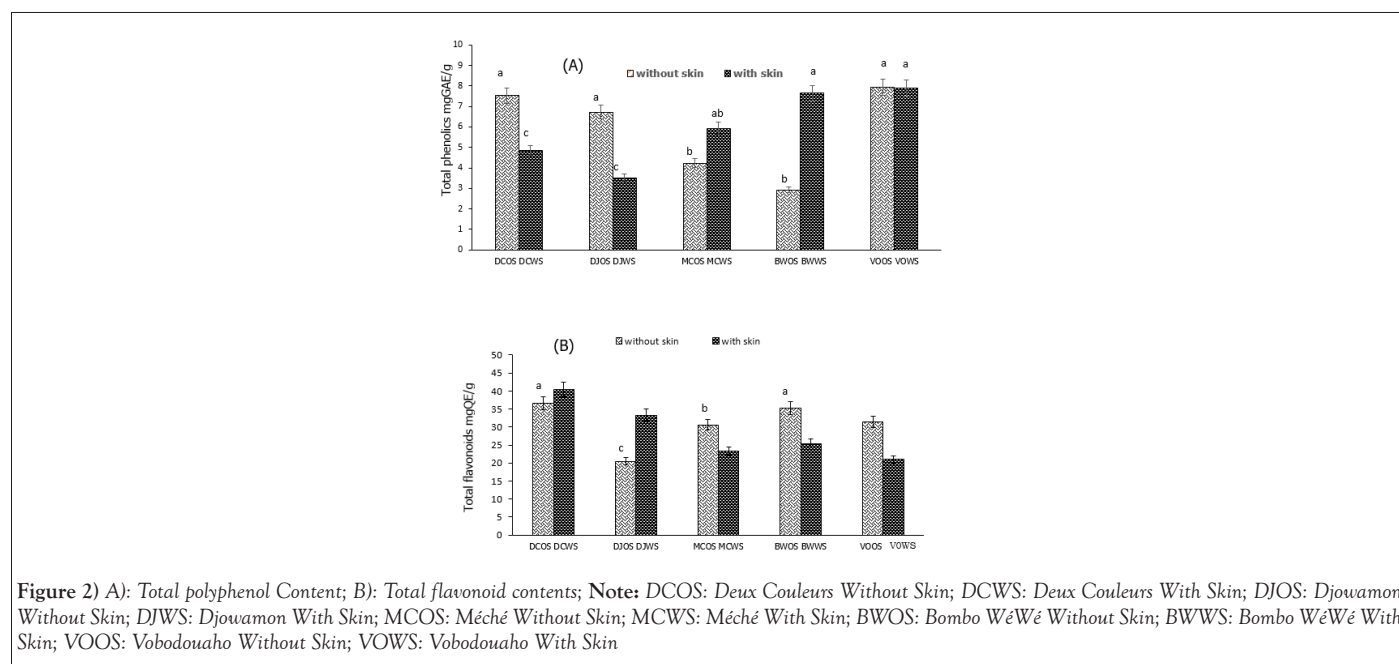 10
9
8
7
6
5
4
3
2
1
0
Total phenolics mgGAE/g
(A)
without skin with skin
a
c
a
c
b
ab
b
a
a
a
DCOS DCWS DJOS DJWS MCOS MCWS BWOS BWWS VOOS VOWS
50
45
40
35
30
25
20
15
10
5
0
Total flavonoids mgQE/g
(B)
without skin with skin
a
c
b
a
DCOS DCWS DJOS DJWS MCOS MCWS BWOS BWWS VOOS VOWS
Figure 2) A): Total polyphenol Content; B): Total flavonoid contents; Note: DCOS: Deux Couleurs Without Skin; DCWS: Deux Couleurs With Skin; DJOS: Djowamon
Without Skin; DJWS: Djowamon With Skin; MCOS: Méché Without Skin; MCWS: Méché With Skin; BWOS: Bombo WéWé Without Skin; BWWS: Bombo WéWé With
Skin; VOOS: Vobodouaho Without Skin; VOWS: Vobodouaho With Skin